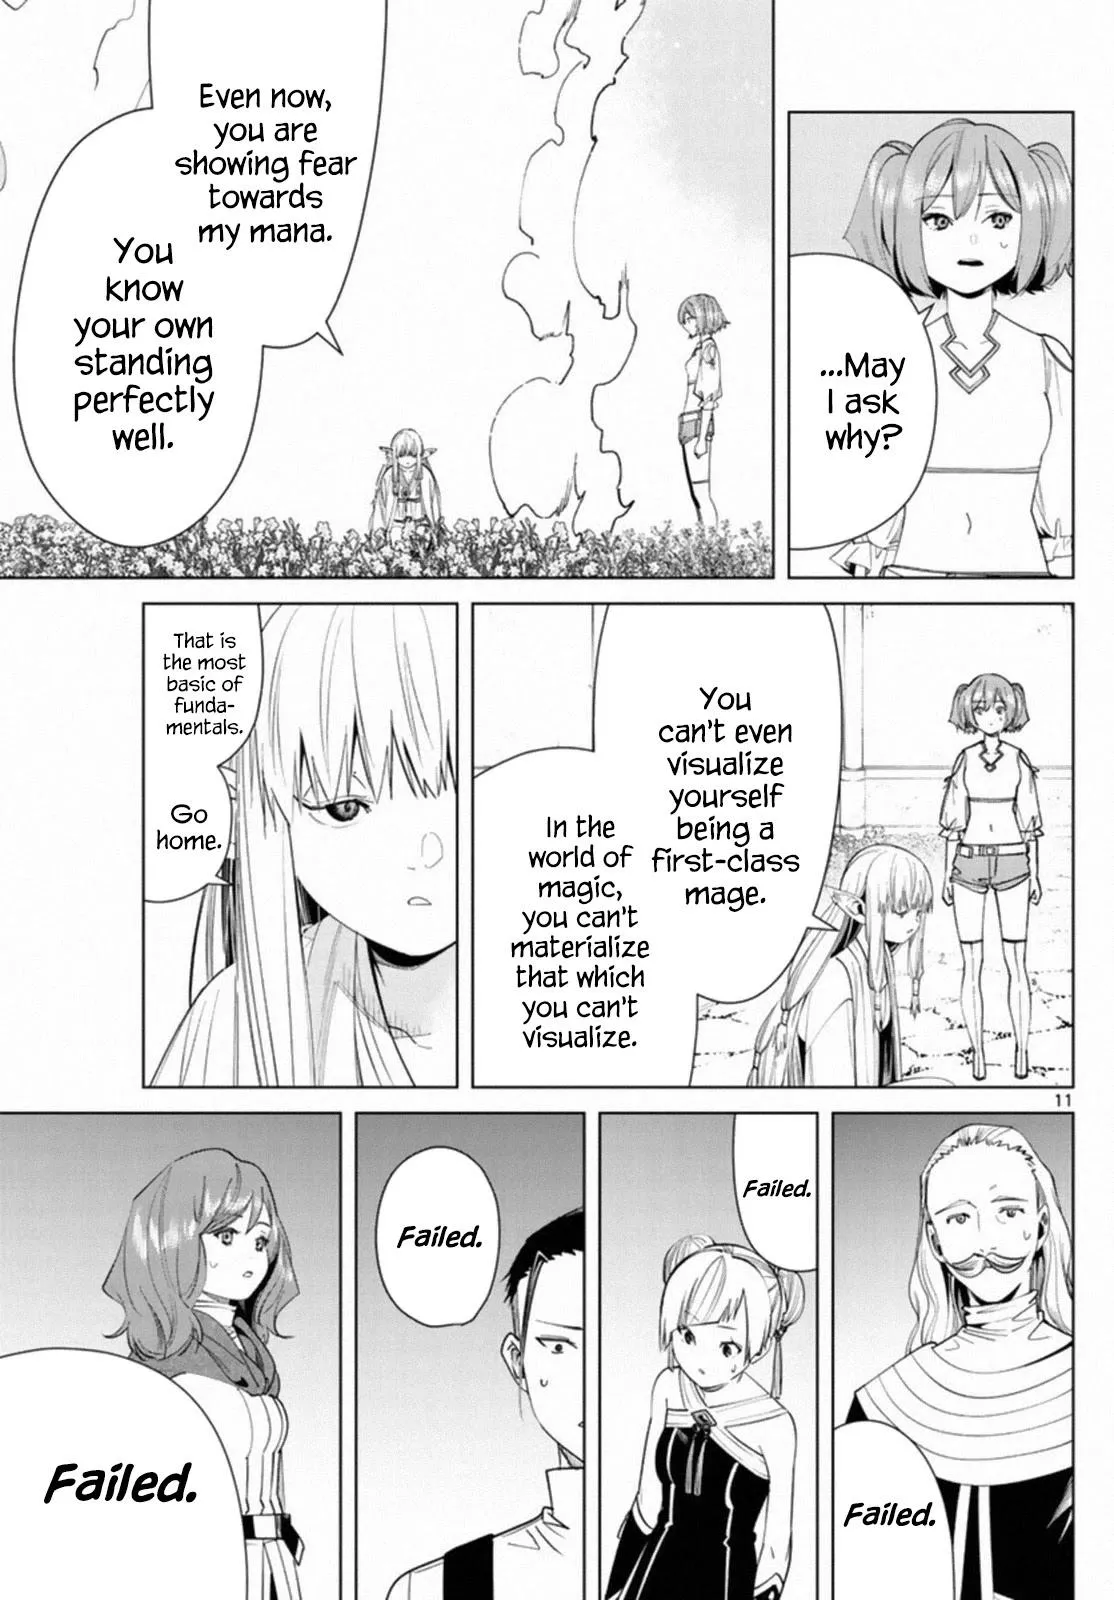 ...May
I ask
why?
Even now,
you are
showing fear
towards
my mana.
You
know
your own
standing
perfectly
well.
You
can't even
visualize
yourself
being a
first-class
mage.
In the
world of
magic,
you can't
materialize
that which
you can't
visualize.
That is
the most
basic of
funda-
mentals.
Go
home.
11
Failed.
Failed.
Failed.
Failed.